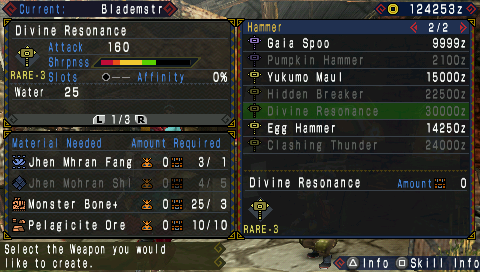 Current: Blademstr
124253z
Divine Resonance
Attack 160
Shrpnss
RARE-3
Slots ●―― Affinity 0%
Water 25
L 1/3 R
Material Needed Amount Required
Jhen Mhran Fang 0 3/ 1
Jhen Mohran Shl 0 4/ 5
Monster Bone+ 0 25/ 3
Pelagicite Ore 0 10/10
Select the Weapon you would
like to create.
Hammer 2/2
Gaia Spoo 9999z
Pumpkin Hammer 2100z
Yukumo Maul 15000z
Hidden Breaker 22500z
Divine Resonance 30000z
Egg Hammer 14250z
Clashing Thunder 24000z
Divine Resonance Amount 0
RARE-3
Info Skill Info